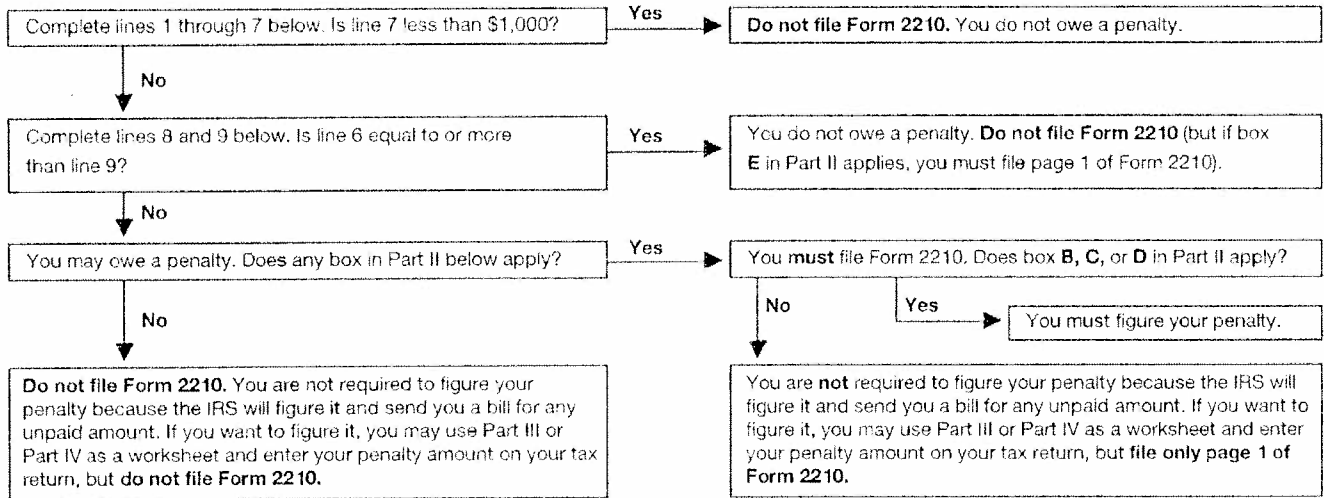 Complete lines 1 through 7 below. Is line 7 less than $1,000?
Yes
Do not file Form 2210. You do not owe a penalty.
No
Complete lines 8 and 9 below. Is line 6 equal to or more
than line 9?
Yes
You do not owe a penalty. Do not file Form 2210 (but if box
E in Part II applies, you must file page 1 of Form 2210).
No
You may owe a penalty. Does any box in Part II below apply?
Yes
You must file Form 2210. Does box B, C, or D in Part II apply?
No
Yes
You must figure your penalty.
No
Do not file Form 2210. You are not required to figure your
penalty because the IRS will figure it and send you a bill for any
unpaid amount. If you want to figure it, you may use Part III or
Part IV as a worksheet and enter your penalty amount on your tax
return, but do not file Form 2210.
You are not required to figure your penalty because the IRS will
figure it and send you a bill for any unpaid amount. If you want to
figure it, you may use Part III or Part IV as a worksheet and enter
your penalty amount on your tax return, but file only page 1 of
Form 2210.